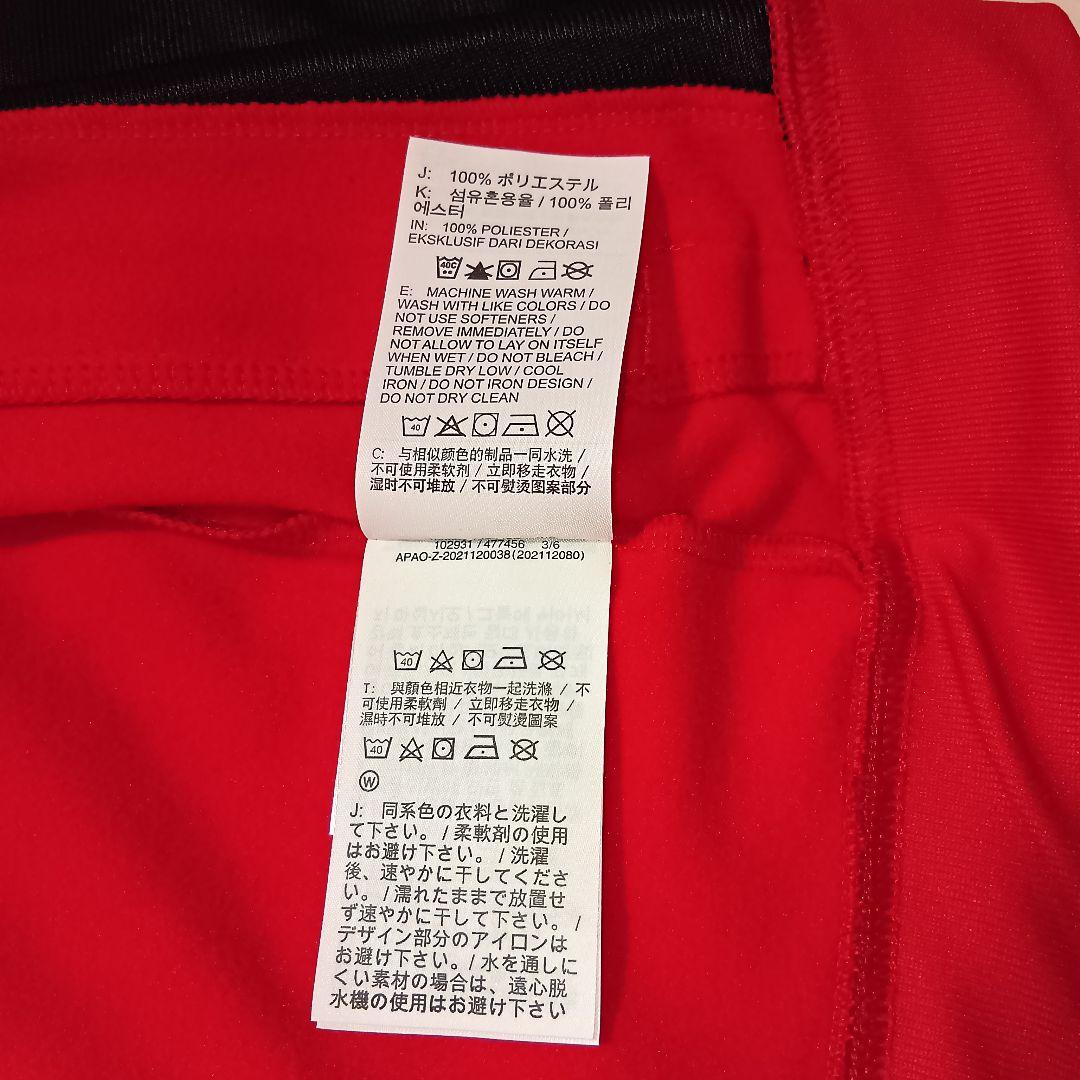 J: 100% ポリエステル
K: 섬유혼용율 / 100% 폴리
에스터
IN: 100% POLIESTER /
EKSKLUSIF DARI DEKORASI
40C
E: MACHINE WASH WARM /
WASH WITH LIKE COLORS / DO
NOT USE SOFTENERS /
REMOVE IMMEDIATELY / DO
NOT ALLOW TO LAY ON ITSELF
WHEN WET / DO NOT BLEACH /
TUMBLE DRY LOW / COOL
IRON / DO NOT IRON DESIGN /
DO NOT DRY CLEAN
40
C: 与相似颜色的制品一同水洗 /
不可使用柔软剂 / 立即移走衣物 /
湿时不可堆放 / 不可熨烫图案部分
102931 / 477456 3/6
APAO-Z-2021120038(202112080)
40
T: 與顏色相近衣物一起洗滌 / 不
可使用柔軟劑 / 立即移走衣物 /
濕時不可堆放 / 不可熨燙圖案
40
W
J: 同系色の衣料と洗濯し
て下さい。 / 柔軟剤の使用
はお避け下さい。 / 洗濯
後、速やかに干してくださ
い。 / 濡れたままで放置せ
ず速やかに干して下さい。 /
デザイン部分のアイロンは
お避け下さい。 / 水を通しに
くい素材の場合は、遠心脱
水機の使用はお避け下さい